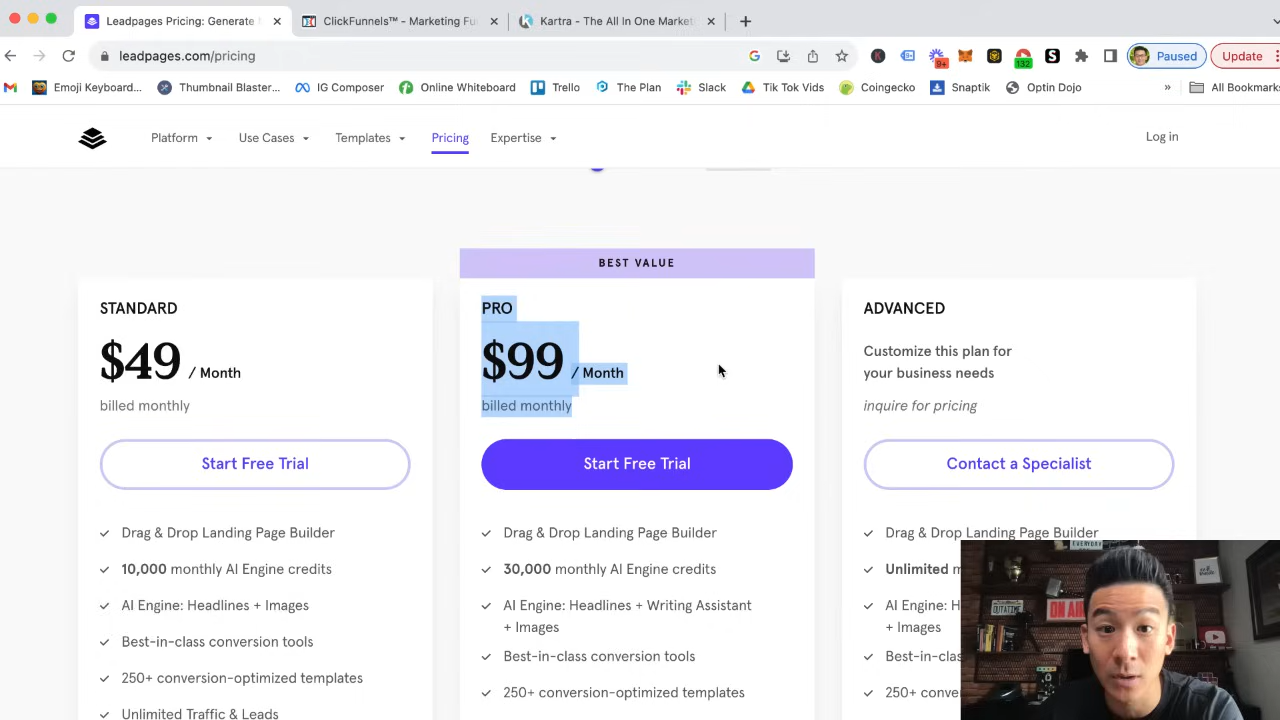 Leadpages Pricing: Generate
ClickFunnels™ - Marketing Fu
Kartra - The All In One Market
leadpages.com/pricing
9+
132
Paused
Update
Emoji Keyboard...
Thumbnail Blaster...
IG Composer
Online Whiteboard
Trello
The Plan
Slack
Tik Tok Vids
Coingecko
Snaptik
Optin Dojo
»
All Bookmarks
Platform
Use Cases
Templates
Pricing
Expertise
Log in
BEST VALUE
STANDARD
$49 / Month
billed monthly
Start Free Trial
Drag & Drop Landing Page Builder
10,000 monthly AI Engine credits
AI Engine: Headlines + Images
Best-in-class conversion tools
250+ conversion-optimized templates
Unlimited Traffic & Leads
PRO
$99 / Month
billed monthly
Start Free Trial
Drag & Drop Landing Page Builder
30,000 monthly AI Engine credits
AI Engine: Headlines + Writing Assistant
+ Images
Best-in-class conversion tools
250+ conversion-optimized templates
ADVANCED
Customize this plan for
your business needs
inquire for pricing
Contact a Specialist
Drag & Drop Landing Page Builder
Unlimited m
AI Engine: H
+ Images
Best-in-cla
250+ conve
EVERYDAY
OUTATIME
ON AIR